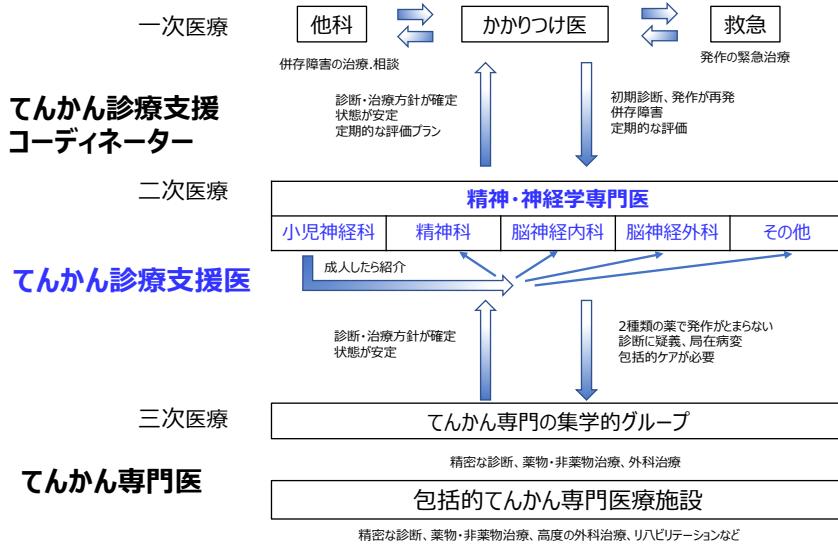 一次医療
他科
かかりつけ医
救急
併存障害の治療.相談
発作の緊急治療
てんかん診療支援
コーディネーター
診断・治療方針が確定
状態が安定
定期的な評価プラン
初期診断、発作が再発
併存障害
定期的な評価
二次医療
精神・神経学専門医
小児神経科
精神科
脳神経内科
脳神経外科
その他
てんかん診療支援医
成人したら紹介
診断・治療方針が確定
状態が安定
2種類の薬で発作がとまらない
診断に疑義、局在病変
包括的ケアが必要
三次医療
てんかん専門の集学的グループ
精密な診断、薬物・非薬物治療、外科治療
てんかん専門医
包括的てんかん専門医療施設
精密な診断、薬物・非薬物治療、高度の外科治療、リハビリテーションなど